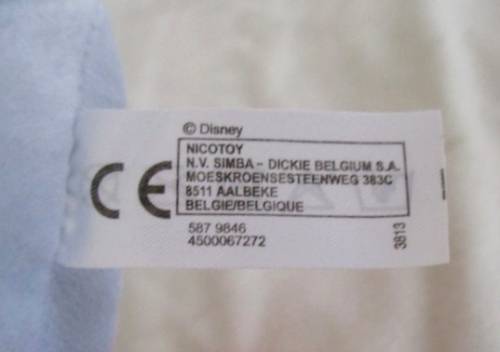 © Disney
NICOTOY
N.V. SIMBA - DICKIE BELGIUM S.A.
MOESKROENSESTEENWEG 383C
8511 AALBEKE
BELGIE/BELGIQUE
CE
587 9846
4500067272
3813